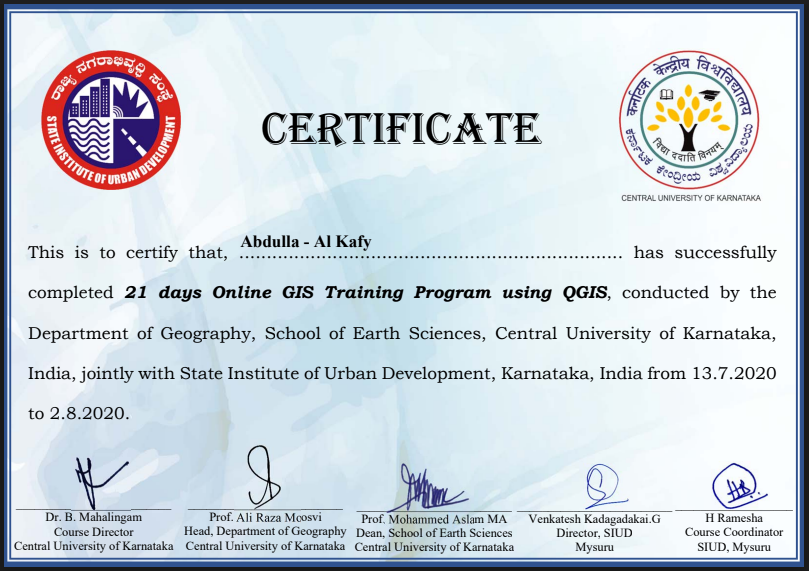 ರಾಜ್ಯ ನಗರಾಭಿವೃದ್ಧಿ ಸಂಸ್ಥೆ
STATE INSTITUTE OF URBAN DEVELOPMENT
कर्नाटक केन्द्रीय विश्वविद्यालय
विद्या ददाति विनयम्
ಕರ್ನಾಟಕ ಕೇಂದ್ರೀಯ ವಿಶ್ವವಿದ್ಯಾಲಯ
CENTRAL UNIVERSITY OF KARNATAKA
CERTIFICATE
This is to certify that, Abdulla - Al Kafy has successfully
completed 21 days Online GIS Training Program using QGIS, conducted by the
Department of Geography, School of Earth Sciences, Central University of Karnataka,
India, jointly with State Institute of Urban Development, Karnataka, India from 13.7.2020
to 2.8.2020.
Dr. B. Mahalingam
Course Director
Central University of Karnataka
Prof. Ali Raza Moosvi
Head, Department of Geography
Central University of Karnataka
Prof. Mohammed Aslam MA
Dean, School of Earth Sciences
Central University of Karnataka
Venkatesh Kadagadakai.G
Director, SIUD
Mysuru
H Ramesha
Course Coordinator
SIUD, Mysuru